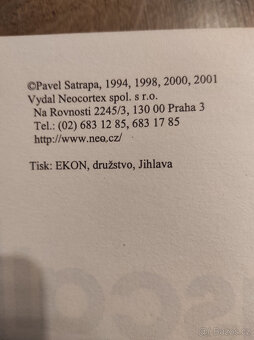 ©Pavel Satrapa, 1994, 1998, 2000, 2001
Vydal Neocortex spol. s r.o.
Na Rovnosti 2245/3, 130 00 Praha 3
Tel.: (02) 683 12 85, 683 17 85
http://www.neo.cz/
Tisk: EKON, družstvo, Jihlava